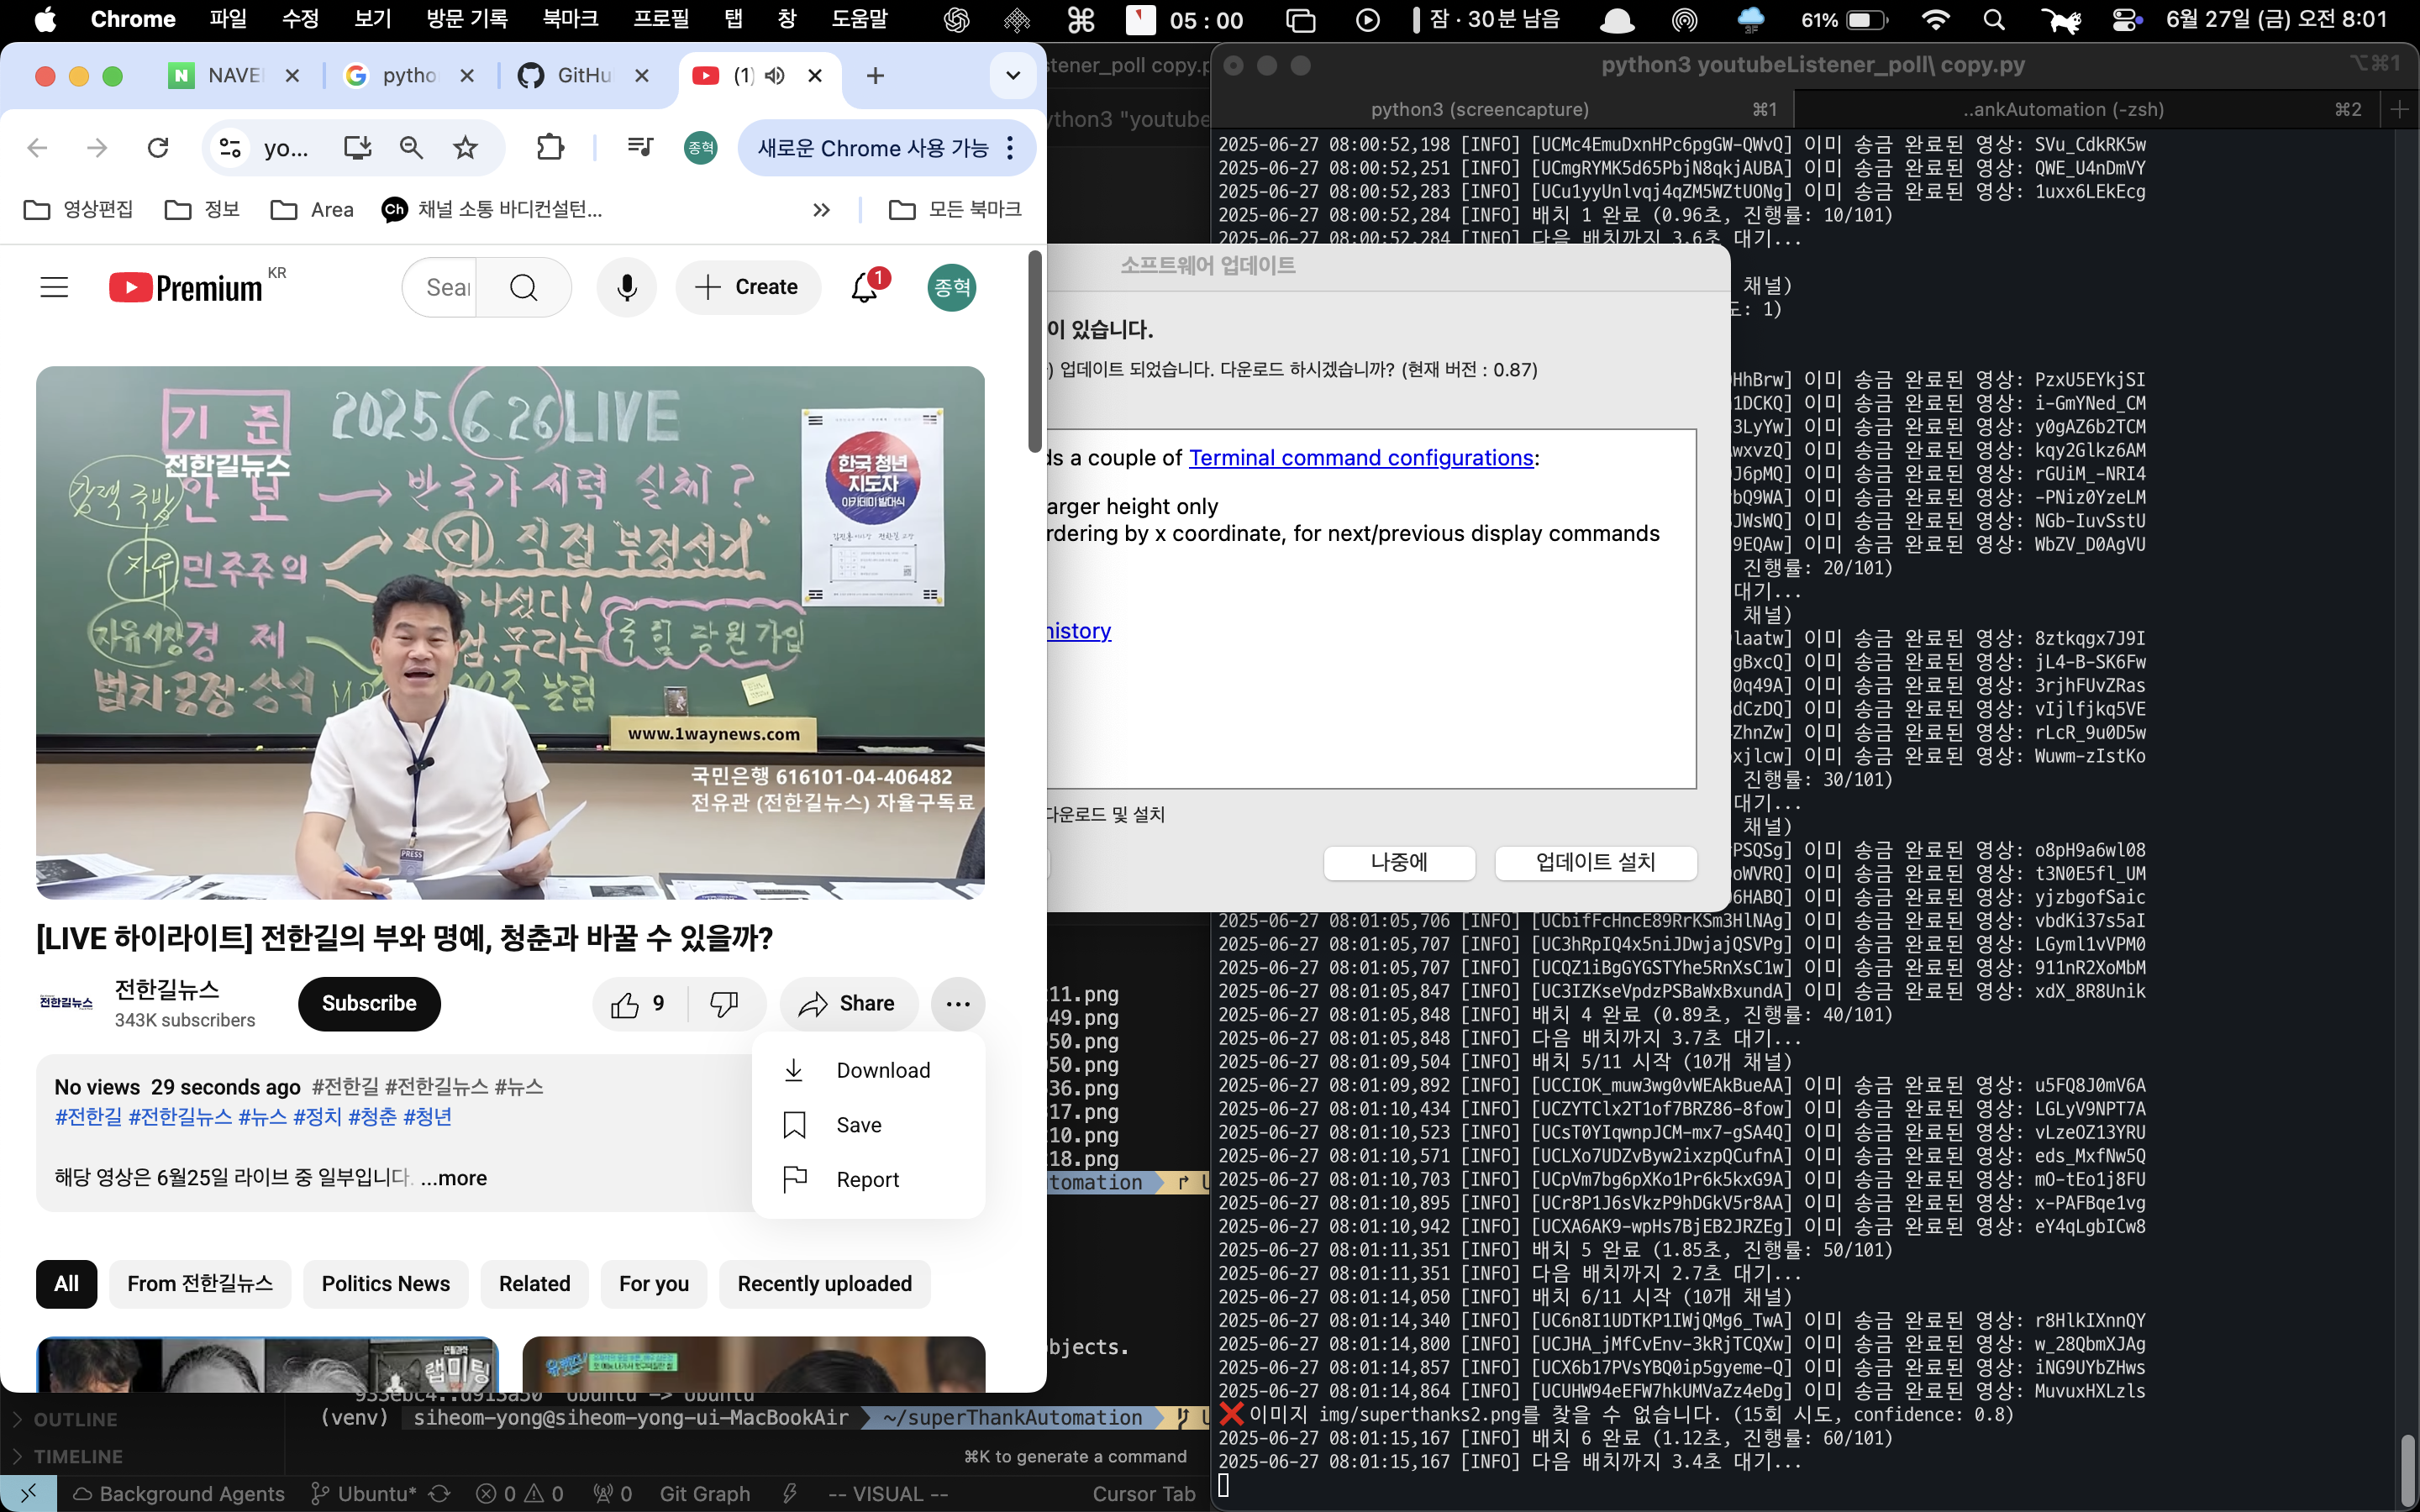 Chrome 파일 수정 보기 방문 기록 북마크 프로필 탭 창 도움말
05 : 00
잠 · 30분 남음
3F
61%
6월 27일 (금) 오전 8:01
NAVE
pytho
GitHu
(1)
yo...
종혁
새로운 Chrome 사용 가능
영상편집
정보
Area
Ch 채널 소통 바디컨설턴...
모든 북마크
Premium KR
Sear
Create
1
종혁
기 준 2025.6.26 LIVE
전한길뉴스
안 보 → 반국가세력 실체?
직접 부정선거
자유 민주주의
나섰다!
자유시장 경 제
국힘 당원 가입
법치·공정·상식
한국 청년
지도자
아카데미 발대식
www.1waynews.com
국민은행 616101-04-406482
전유관 (전한길뉴스) 자율구독료
PRESS
[LIVE 하이라이트] 전한길의 부와 명예, 청춘과 바꿀 수 있을까?
전한길뉴스
전한길뉴스
343K subscribers
Subscribe
9
Share
Download
Save
Report
No views 29 seconds ago #전한길 #전한길뉴스 #뉴스
#전한길 #전한길뉴스 #뉴스 #정치 #청춘 #청년
해당 영상은 6월25일 라이브 중 일부입니다. ...more
All
From 전한길뉴스
Politics News
Related
For you
Recently uploaded
랩미팅
stener_poll copy.p
ython3 "youtube
소프트웨어 업데이트
이 있습니다.
) 업데이트 되었습니다. 다운로드 하시겠습니까? (현재 버전 : 0.87)
ds a couple of Terminal command configurations:
arger height only
rdering by x coordinate, for next/previous display commands
history
다운로드 및 설치
나중에
업데이트 설치
11.png
49.png
50.png
50.png
36.png
17.png
10.png
18.png
tomation
bjects.
933ebc4..d913a50 Ubuntu -> Ubuntu
(venv) siheom-yong@siheom-yong-ui-MacBookAir ~/superThankAutomation
⌘K to generate a command
OUTLINE
TIMELINE
Background Agents
Ubuntu*
0 0
0
Git Graph
-- VISUAL --
Cursor Tab
python3 youtubeListener_poll\ copy.py
⌥⌘1
python3 (screencapture) ⌘1
..ankAutomation (-zsh) ⌘2
2025-06-27 08:00:52,198 [INFO] [UCMc4EmuDxnHPc6pgGW-QWvQ] 이미 송금 완료된 영상: SVu_CdkRK5w
2025-06-27 08:00:52,251 [INFO] [UCmgRYMK5d65PbjN8qkjAUBA] 이미 송금 완료된 영상: QWE_U4nDmVY
2025-06-27 08:00:52,283 [INFO] [UCu1yyUnlvqj4qZM5WZtUONg] 이미 송금 완료된 영상: 1uxx6LEkEcg
2025-06-27 08:00:52,284 [INFO] 배치 1 완료 (0.96초, 진행률: 10/101)
2025-06-27 08:00:52,284 [INFO] 다음 배치까지 3.6초 대기...
채널)
도: 1)
HhBrw] 이미 송금 완료된 영상: PzxU5EYkjSI
1DCKQ] 이미 송금 완료된 영상: i-GmYNed_CM
3LyYw] 이미 송금 완료된 영상: y0gAZ6b2TCM
wxvzQ] 이미 송금 완료된 영상: kqy2Glkz6AM
J6pMQ] 이미 송금 완료된 영상: rGUiM_-NRI4
bQ9WA] 이미 송금 완료된 영상: -PNiz0YzeLM
JWsWQ] 이미 송금 완료된 영상: NGb-IuvSstU
9EQAw] 이미 송금 완료된 영상: WbZV_D0AgVU
진행률: 20/101)
대기...
채널)
laatw] 이미 송금 완료된 영상: 8ztkqgx7J9I
gBxcQ] 이미 송금 완료된 영상: jL4-B-SK6Fw
0q49A] 이미 송금 완료된 영상: 3rjhFUvZRas
dCzDQ] 이미 송금 완료된 영상: vIjlfjkq5VE
ZhnZw] 이미 송금 완료된 영상: rLcR_9u0D5w
xjlcw] 이미 송금 완료된 영상: Wuwm-zIstKo
진행률: 30/101)
대기...
채널)
PSQSg] 이미 송금 완료된 영상: o8pH9a6wl08
oWVRQ] 이미 송금 완료된 영상: t3N0E5fl_UM
6HABQ] 이미 송금 완료된 영상: yjzbgofSaic
2025-06-27 08:01:05,706 [INFO] [UCbifFcHncE89RrKSm3HlNAg] 이미 송금 완료된 영상: vbdKi37s5aI
2025-06-27 08:01:05,707 [INFO] [UC3hRpIQ4x5niJDwjajQSVPg] 이미 송금 완료된 영상: LGyml1vVPM0
2025-06-27 08:01:05,707 [INFO] [UCQZ1iBgGYGSTYhe5RnXsC1w] 이미 송금 완료된 영상: 911nR2XoMbM
2025-06-27 08:01:05,847 [INFO] [UC3IZKseVpdzPSBaWxBxundA] 이미 송금 완료된 영상: xdX_8R8Unik
2025-06-27 08:01:05,848 [INFO] 배치 4 완료 (0.89초, 진행률: 40/101)
2025-06-27 08:01:05,848 [INFO] 다음 배치까지 3.7초 대기...
2025-06-27 08:01:09,504 [INFO] 배치 5/11 시작 (10개 채널)
2025-06-27 08:01:09,892 [INFO] [UCCIOK_muw3wg0vWEAkBueAA] 이미 송금 완료된 영상: u5FQ8J0mV6A
2025-06-27 08:01:10,434 [INFO] [UCZYTClx2T1of7BRZ86-8fow] 이미 송금 완료된 영상: LGLyV9NPT7A
2025-06-27 08:01:10,523 [INFO] [UCsT0YIqwnpJCM-mx7-gSA4Q] 이미 송금 완료된 영상: vLzeOZ13YRU
2025-06-27 08:01:10,571 [INFO] [UCLXo7UDZvByw2ixzpQCufnA] 이미 송금 완료된 영상: eds_MxfNw5Q
2025-06-27 08:01:10,703 [INFO] [UCpVm7bg6pXKo1Pr6k5kxG9A] 이미 송금 완료된 영상: mO-tEo1j8FU
2025-06-27 08:01:10,895 [INFO] [UCr8P1J6sVkzP9hDGkV5r8AA] 이미 송금 완료된 영상: x-PAFBqe1vg
2025-06-27 08:01:10,942 [INFO] [UCXA6AK9-wpHs7BjEB2JRZEg] 이미 송금 완료된 영상: eY4qLgbICw8
2025-06-27 08:01:11,351 [INFO] 배치 5 완료 (1.85초, 진행률: 50/101)
2025-06-27 08:01:11,351 [INFO] 다음 배치까지 2.7초 대기...
2025-06-27 08:01:14,050 [INFO] 배치 6/11 시작 (10개 채널)
2025-06-27 08:01:14,340 [INFO] [UC6n8I1UDTKP1IWjQMg6_TwA] 이미 송금 완료된 영상: r8HlkIXnnQY
2025-06-27 08:01:14,800 [INFO] [UCJHA_jMfCvEnv-3kRjTCQXw] 이미 송금 완료된 영상: w_28QbmXJAg
2025-06-27 08:01:14,857 [INFO] [UCX6b17PVsYBQ0ip5gyeme-Q] 이미 송금 완료된 영상: iNG9UYbZHws
2025-06-27 08:01:14,864 [INFO] [UCUHW94eEFW7hkUMVaZz4eDg] 이미 송금 완료된 영상: MuvuxHXLzls
❌ 이미지 img/superthanks2.png를 찾을 수 없습니다. (15회 시도, confidence: 0.8)
2025-06-27 08:01:15,167 [INFO] 배치 6 완료 (1.12초, 진행률: 60/101)
2025-06-27 08:01:15,167 [INFO] 다음 배치까지 3.4초 대기...